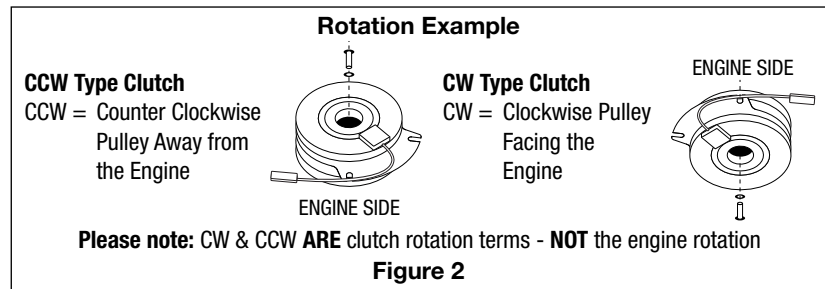 Rotation Example
CCW Type Clutch
CCW = Counter Clockwise
Pulley Away from
the Engine
ENGINE SIDE
CW Type Clutch
CW = Clockwise Pulley
Facing the
Engine
ENGINE SIDE
Please note: CW & CCW ARE clutch rotation terms - NOT the engine rotation
Figure 2